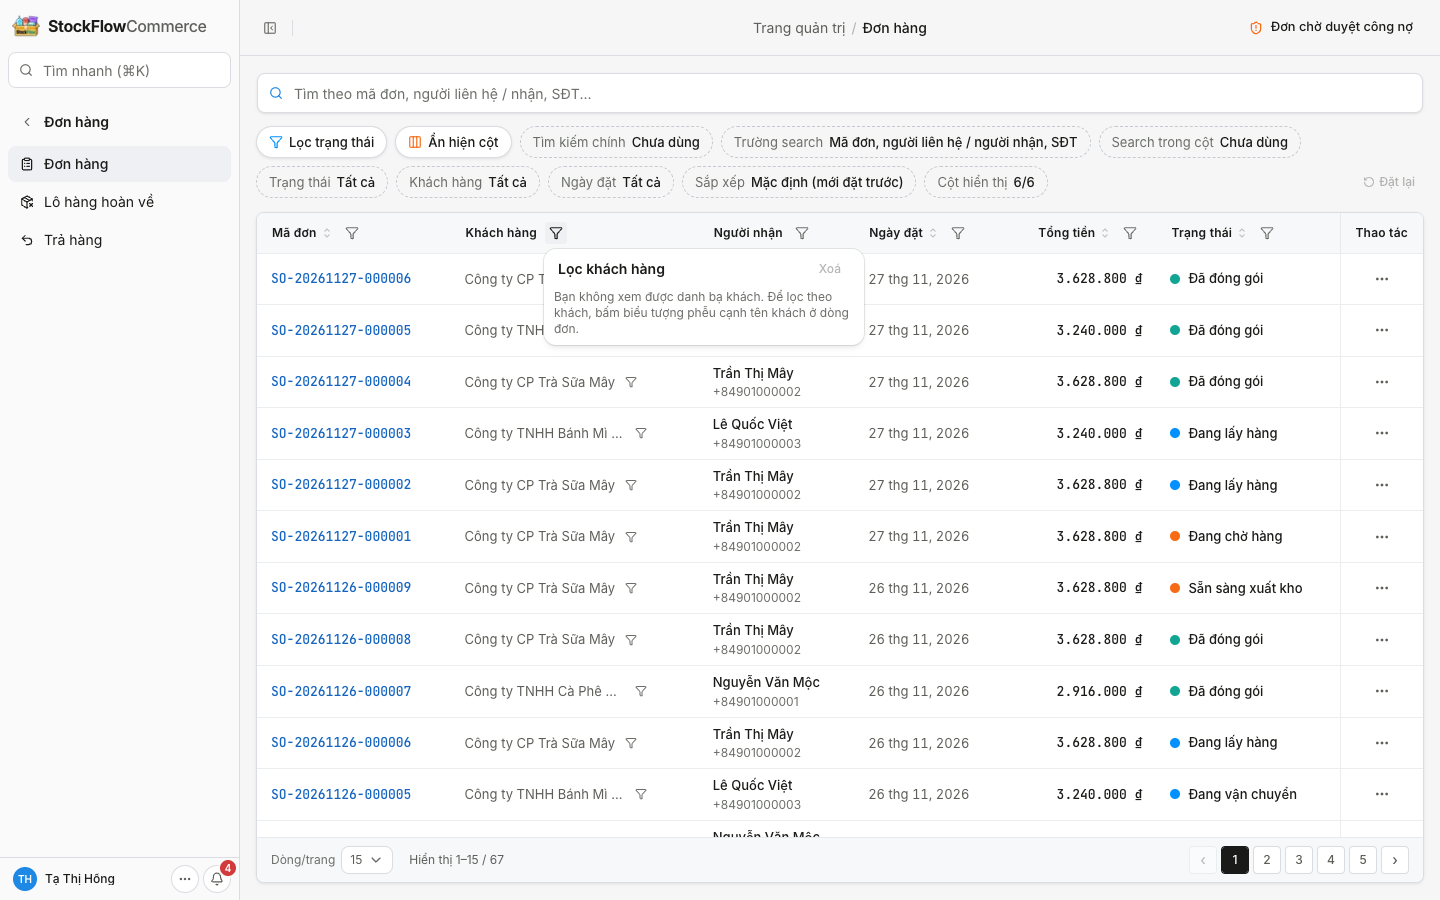 StockFlowCommerce
Tìm nhanh (⌘K)
Đơn hàng
Đơn hàng
Lô hàng hoàn về
Trả hàng
TH Tạ Thị Hồng
4
Trang quản trị / Đơn hàng
Đơn chờ duyệt công nợ
Tìm theo mã đơn, người liên hệ / nhận, SĐT...
Lọc trạng thái Ẩn hiện cột Tìm kiếm chính Chưa dùng Trường search Mã đơn, người liên hệ / người nhận, SĐT Search trong cột Chưa dùng
Trạng thái Tất cả Khách hàng Tất cả Ngày đặt Tất cả Sắp xếp Mặc định (mới đặt trước) Cột hiển thị 6/6 Đặt lại
Mã đơn Khách hàng Người nhận Ngày đặt Tổng tiền Trạng thái Thao tác
Lọc khách hàng Xoá
Bạn không xem được danh bạ khách. Để lọc theo
khách, bấm biểu tượng phễu cạnh tên khách ở dòng
đơn.
SO-20261127-000006 Công ty CP T 27 thg 11, 2026 3.628.800 ₫ Đã đóng gói
SO-20261127-000005 Công ty TNH 27 thg 11, 2026 3.240.000 ₫ Đã đóng gói
SO-20261127-000004 Công ty CP Trà Sữa Mây Trần Thị Mây 27 thg 11, 2026 3.628.800 ₫ Đã đóng gói
+84901000002
SO-20261127-000003 Công ty TNHH Bánh Mì ... Lê Quốc Việt 27 thg 11, 2026 3.240.000 ₫ Đang lấy hàng
+84901000003
SO-20261127-000002 Công ty CP Trà Sữa Mây Trần Thị Mây 27 thg 11, 2026 3.628.800 ₫ Đang lấy hàng
+84901000002
SO-20261127-000001 Công ty CP Trà Sữa Mây Trần Thị Mây 27 thg 11, 2026 3.628.800 ₫ Đang chờ hàng
+84901000002
SO-20261126-000009 Công ty CP Trà Sữa Mây Trần Thị Mây 26 thg 11, 2026 3.628.800 ₫ Sẵn sàng xuất kho
+84901000002
SO-20261126-000008 Công ty CP Trà Sữa Mây Trần Thị Mây 26 thg 11, 2026 3.628.800 ₫ Đã đóng gói
+84901000002
SO-20261126-000007 Công ty TNHH Cà Phê ... Nguyễn Văn Mộc 26 thg 11, 2026 2.916.000 ₫ Đã đóng gói
+84901000001
SO-20261126-000006 Công ty CP Trà Sữa Mây Trần Thị Mây 26 thg 11, 2026 3.628.800 ₫ Đang lấy hàng
+84901000002
SO-20261126-000005 Công ty TNHH Bánh Mì ... Lê Quốc Việt 26 thg 11, 2026 3.240.000 ₫ Đang vận chuyển
+84901000003
Nguyễn Văn Mộc
Dòng/trang 15 Hiển thị 1–15 / 67 ‹ 1 2 3 4 5 ›